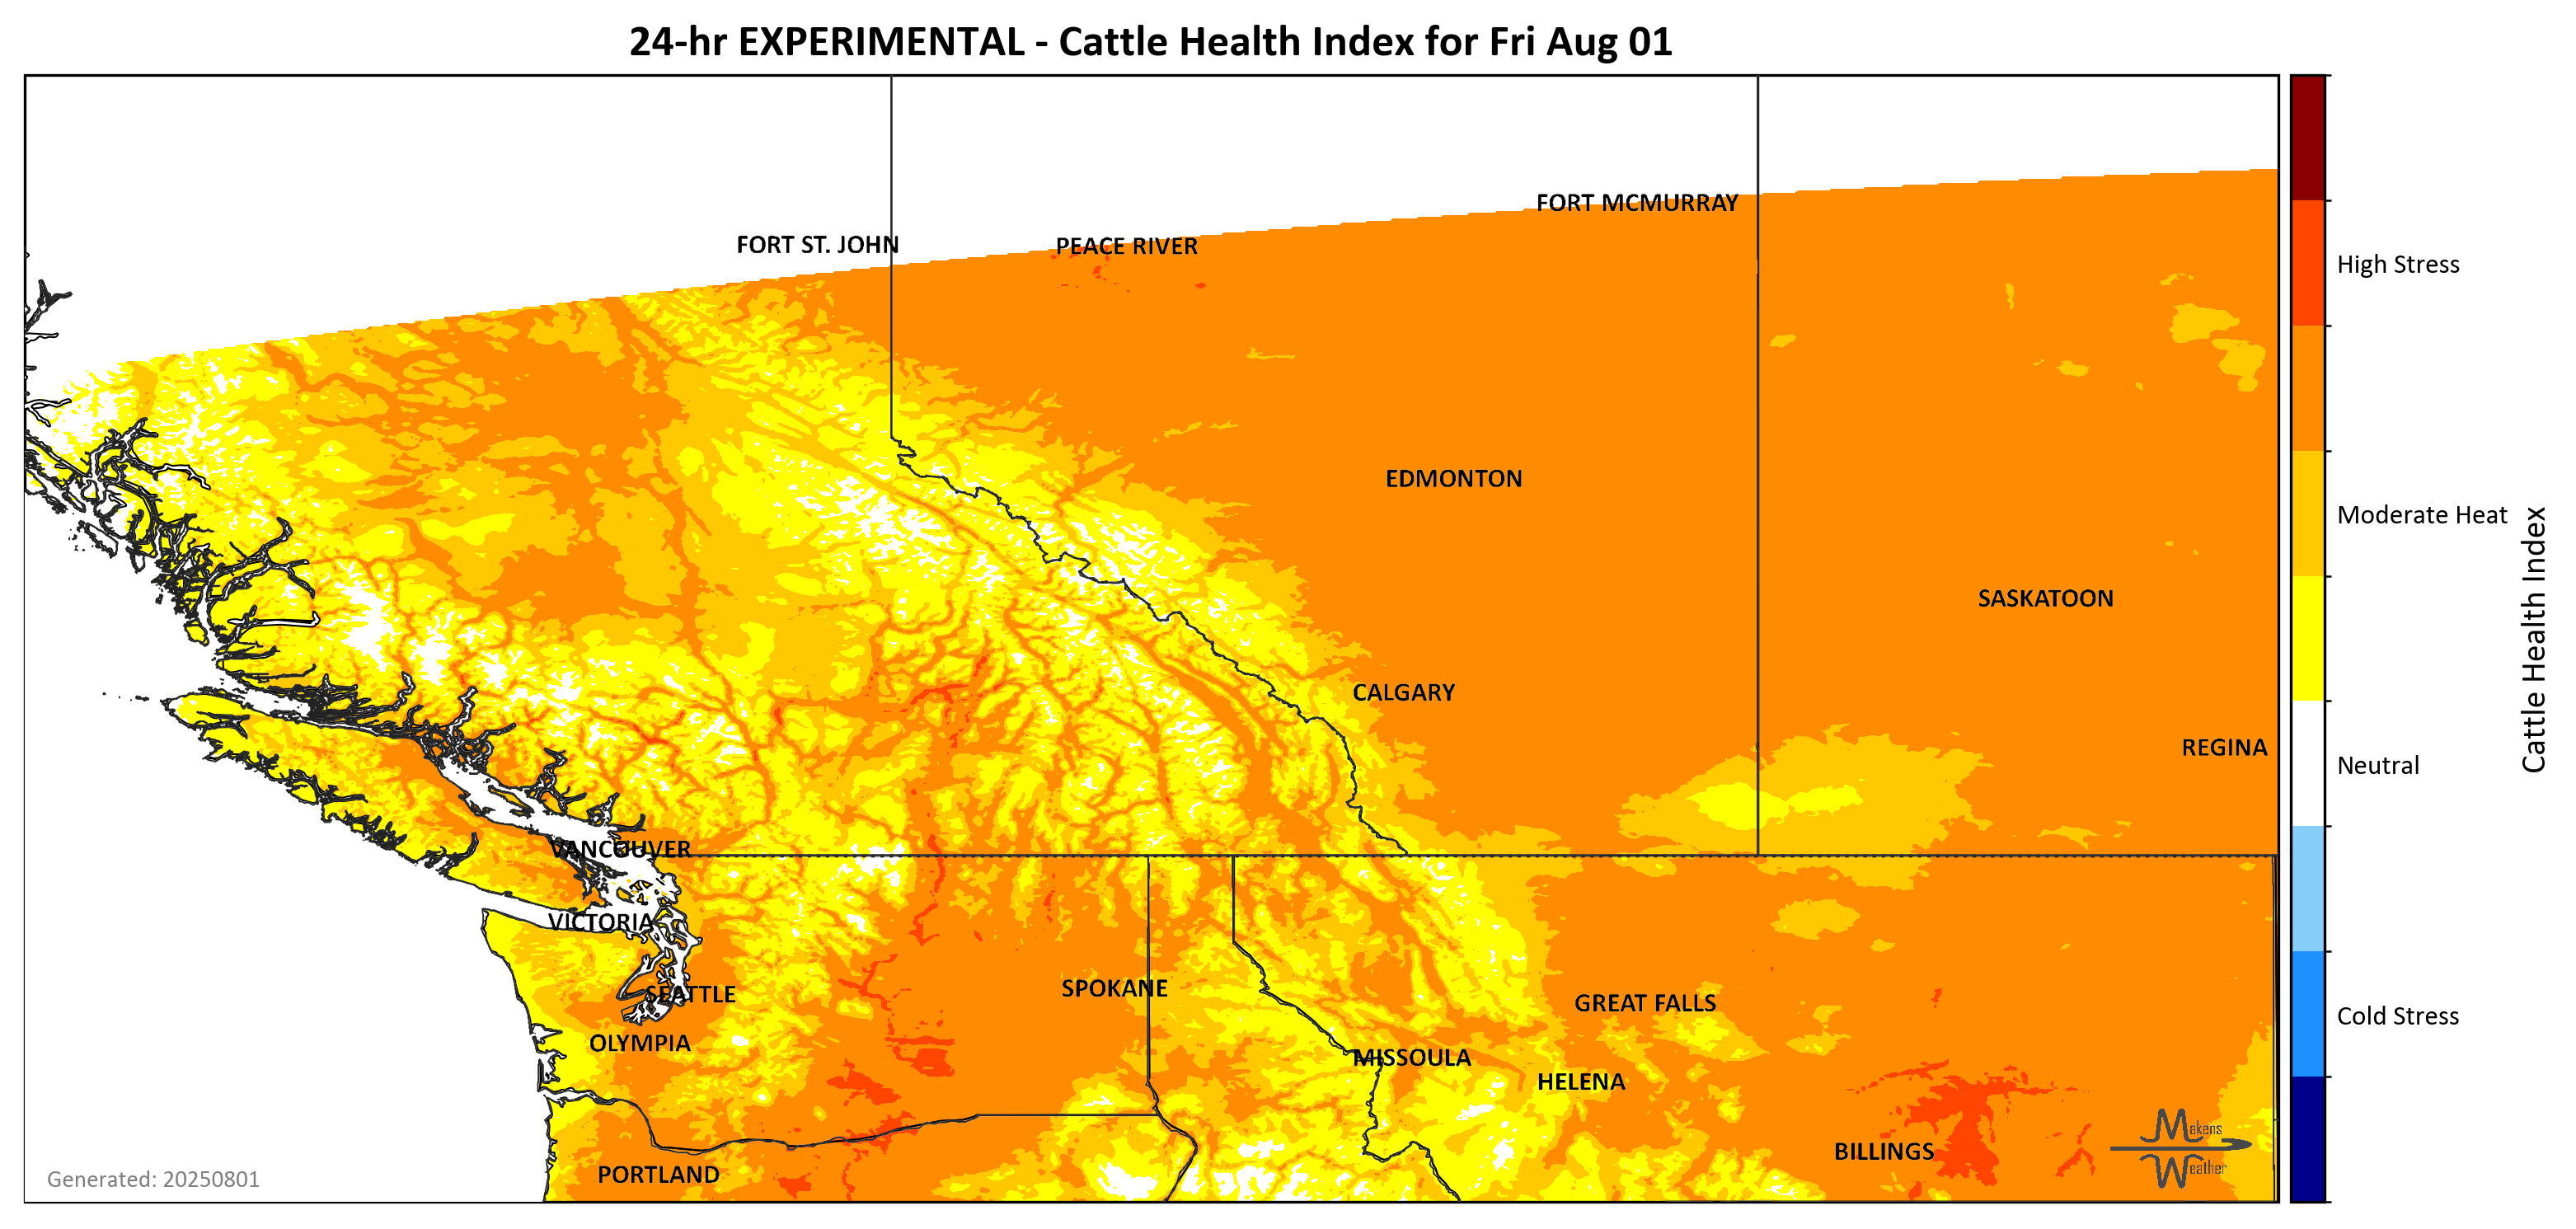 24-hr EXPERIMENTAL - Cattle Health Index for Fri Aug 01
FORT MCMURRAY
FORT ST. JOHN
PEACE RIVER
High Stress
EDMONTON
Moderate Heat
SASKATOON
CALGARY
REGINA
Neutral
Cattle Health Index
VANCOUVER
VICTORIA
SPOKANE
SEATTLE
GREAT FALLS
Cold Stress
OLYMPIA
MISSOULA
HELENA
BILLINGS
Makens
Weather
PORTLAND
Generated: 20250801